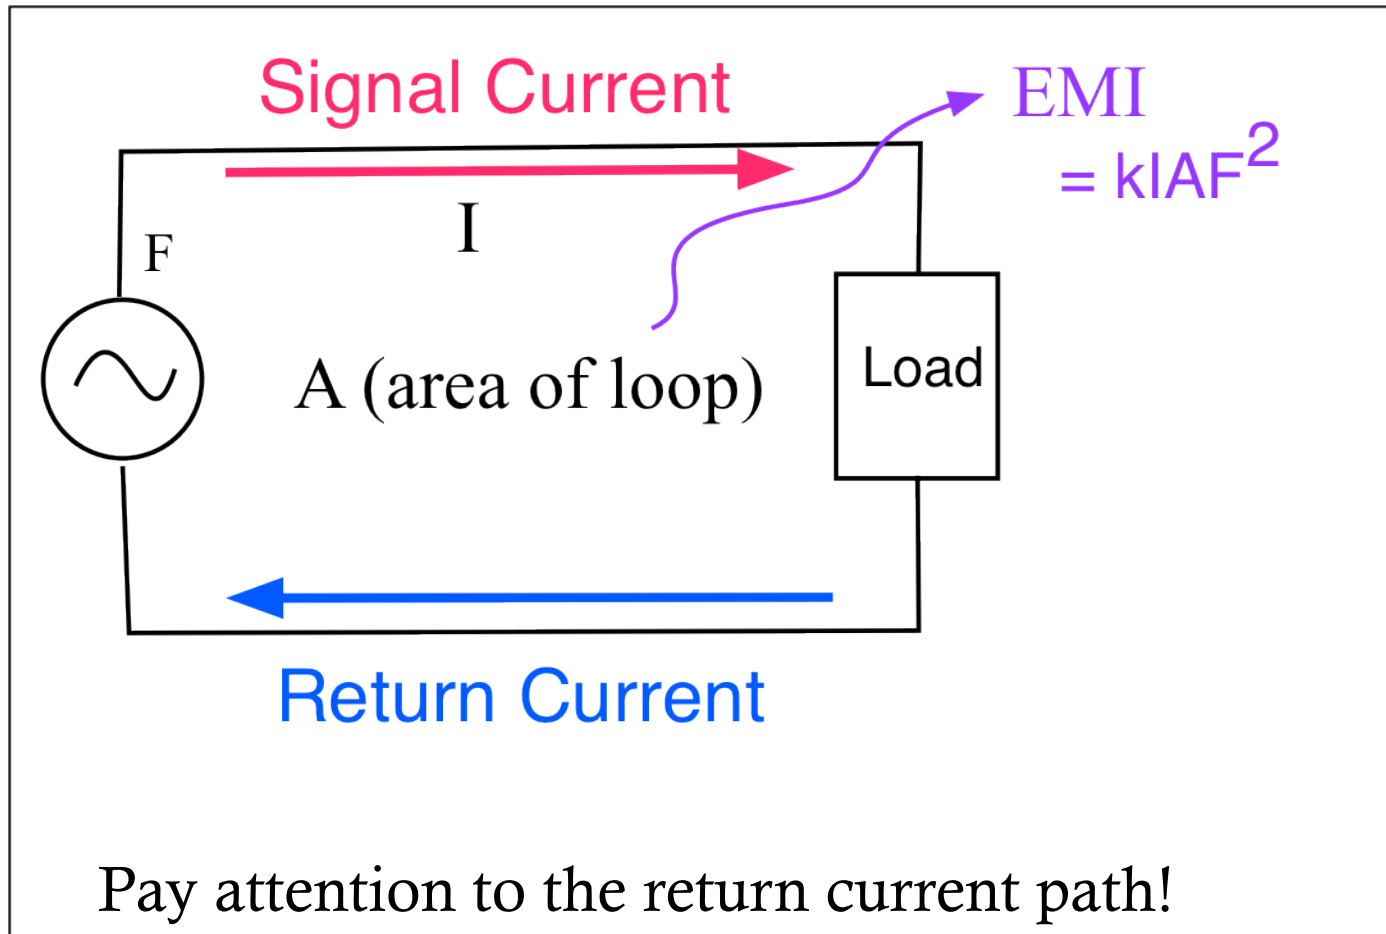 Signal Current
EMI
= kIAF²
I
F
A (area of loop)
Load
Return Current
Pay attention to the return current path!